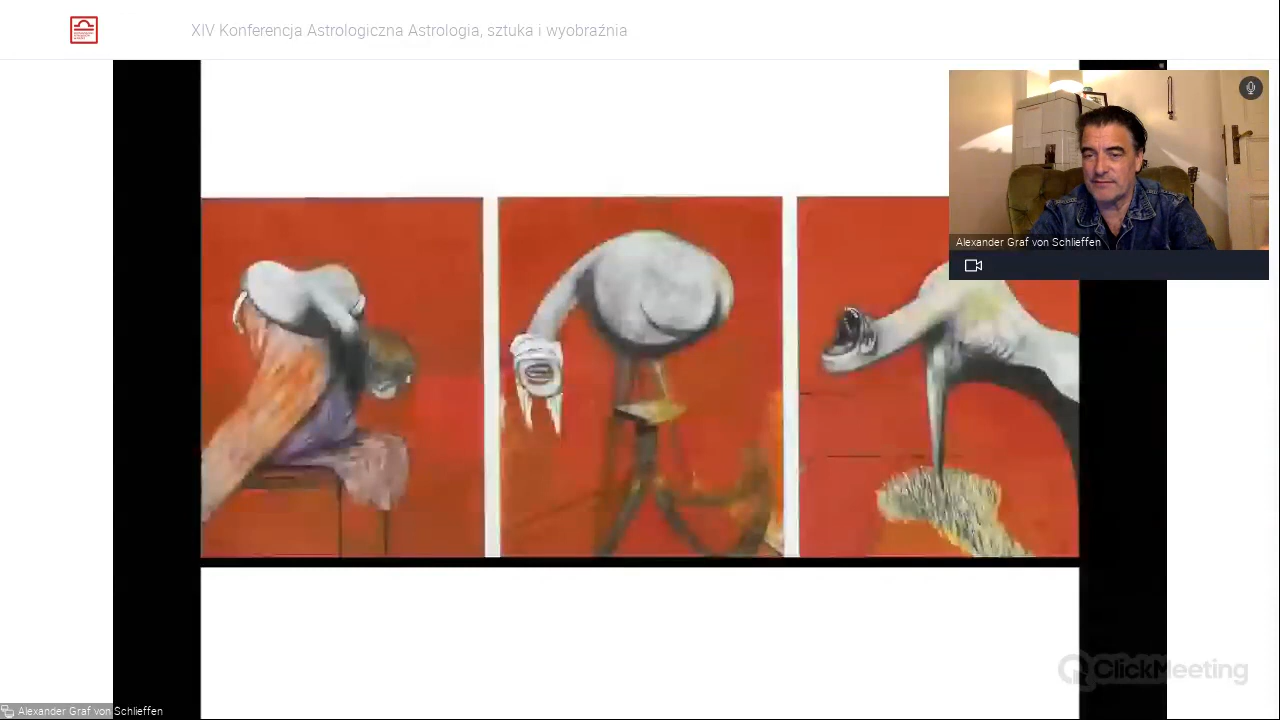 XIV Konferencja Astrologiczna Astrologia, sztuka i wyobraźnia
Alexander Graf von Schlieffen
ClickMeeting
Alexander Graf von Schlieffen